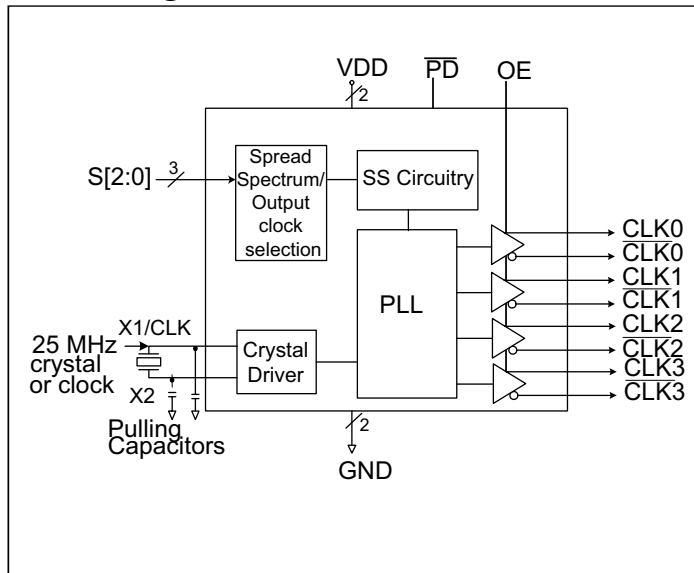 VDD
PD
OE
2
S[2:0]
3
Spread
Spectrum/
Output
clock
selection
SS Circuitry
PLL
CLK0
CLK0
CLK1
CLK1
CLK2
CLK2
CLK3
CLK3
X1/CLK
25 MHz
crystal
or clock
X2
Crystal
Driver
Pulling
Capacitors
2
GND